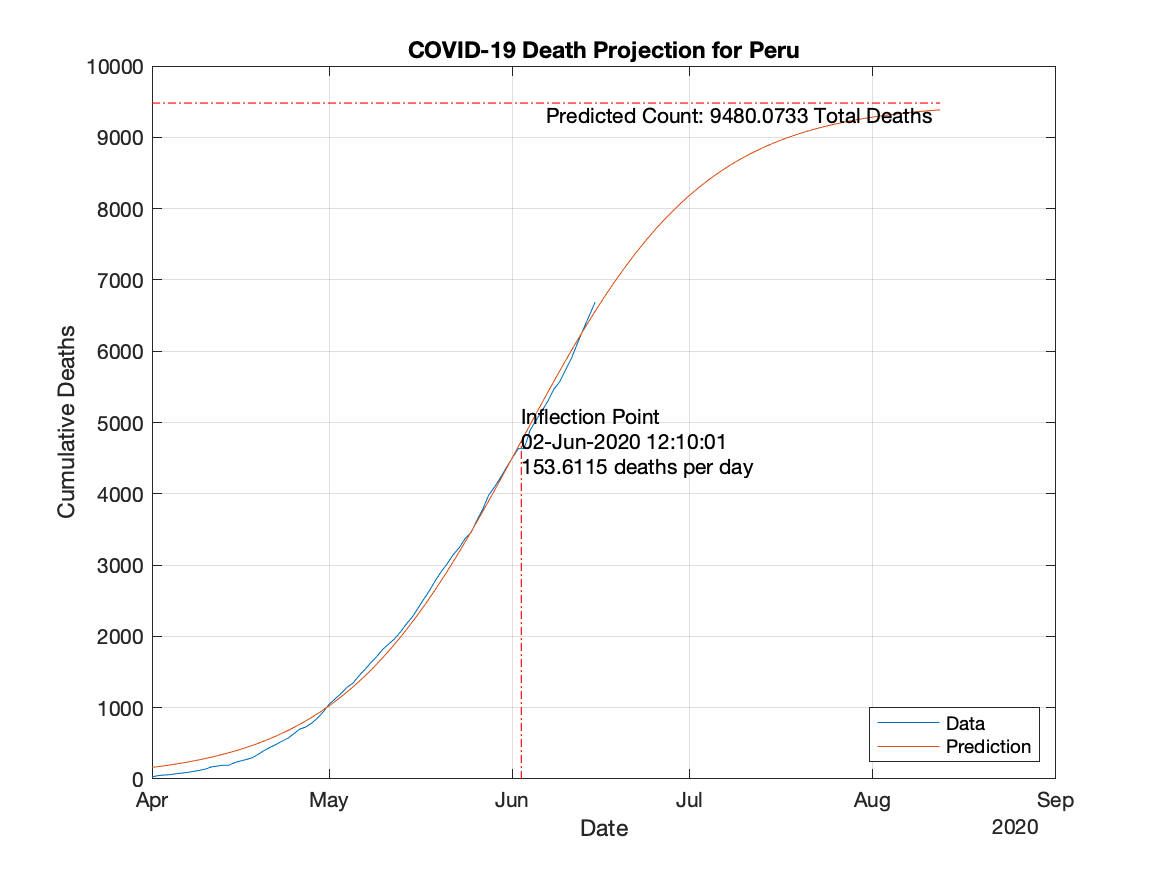 COVID-19 Death Projection for Peru
10000
9000
8000
7000
6000
5000
4000
3000
2000
1000
0
Cumulative Deaths
Predicted Count: 9480.0733 Total Deaths
Inflection Point
02-Jun-2020 12:10:01
153.6115 deaths per day
Data
Prediction
Apr May Jun Jul Aug Sep
Date
2020